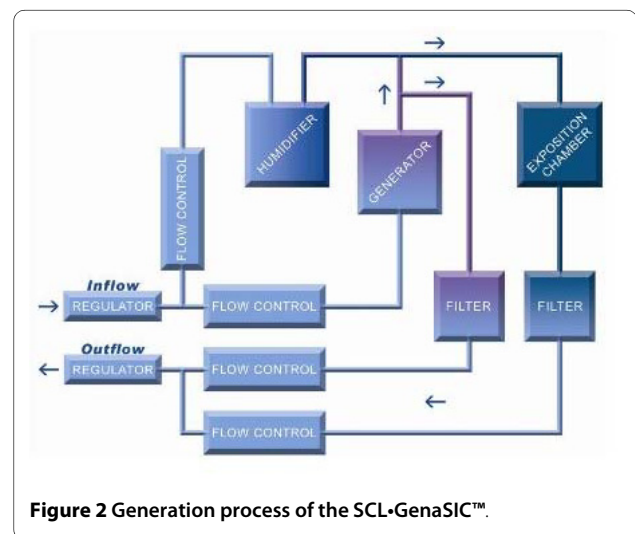 HUMIDIFIER
GENERATOR
EXPOSITION
CHAMBER
FLOW CONTROL
Inflow
REGULATOR
FLOW CONTROL
FILTER
FILTER
Outflow
REGULATOR
FLOW CONTROL
FLOW CONTROL
Figure 2 Generation process of the SCL•GenaSIC™.